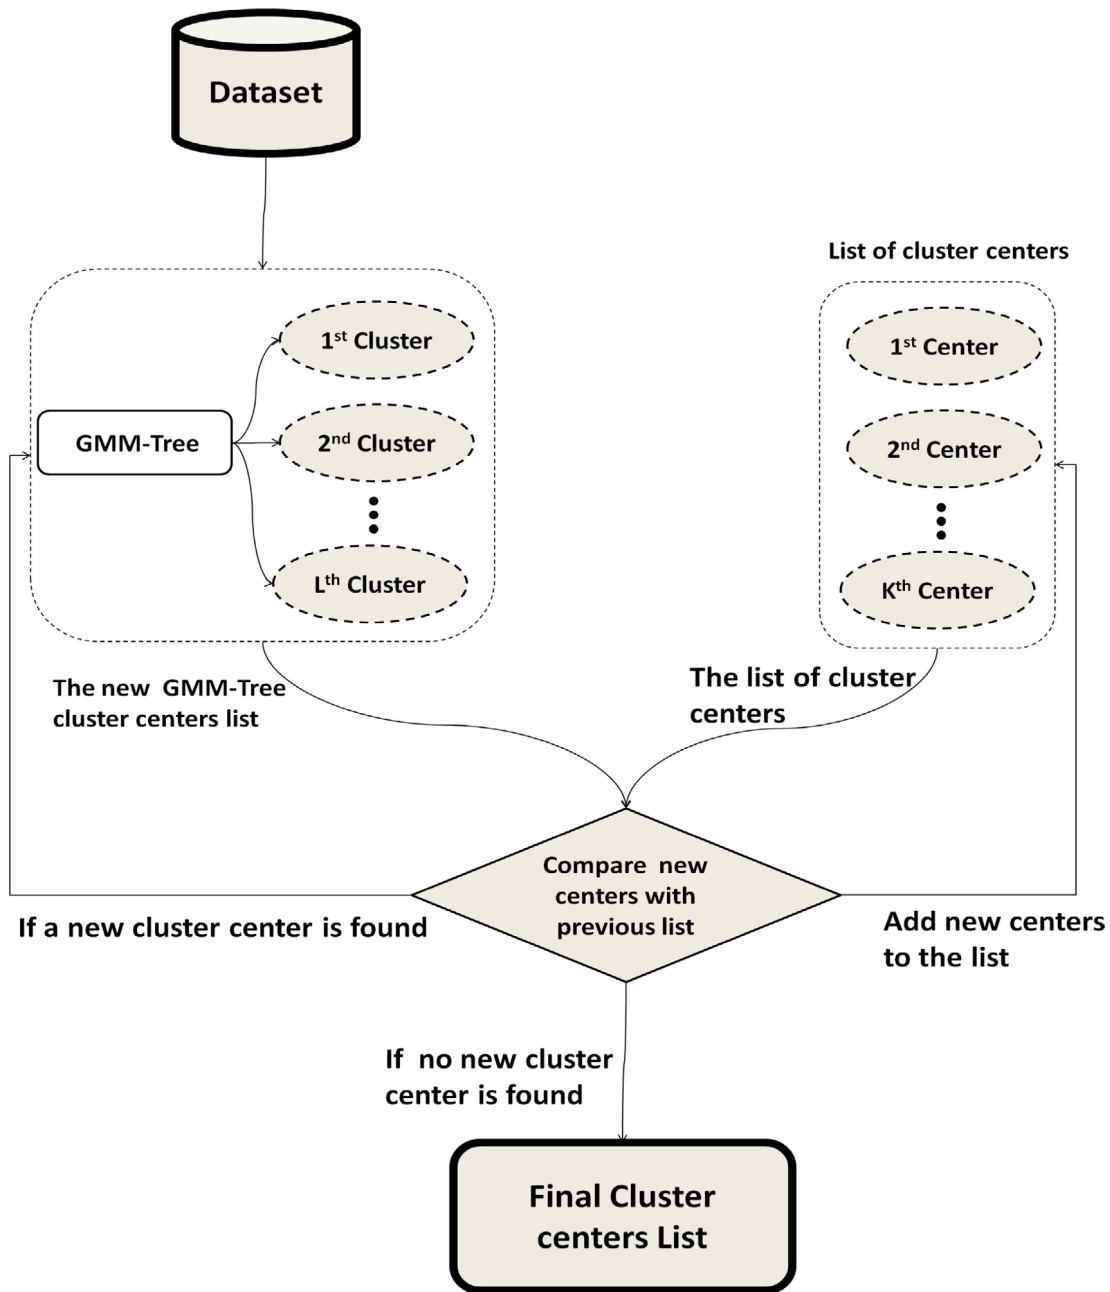 Dataset
List of cluster centers
1st Cluster
1st Center
GMM-Tree
2nd Cluster
2nd Center
Lth Cluster
Kth Center
The new GMM-Tree
cluster centers list
The list of cluster
centers
Compare new
centers with
previous list
If a new cluster center is found
Add new centers
to the list
If no new cluster
center is found
Final Cluster
centers List